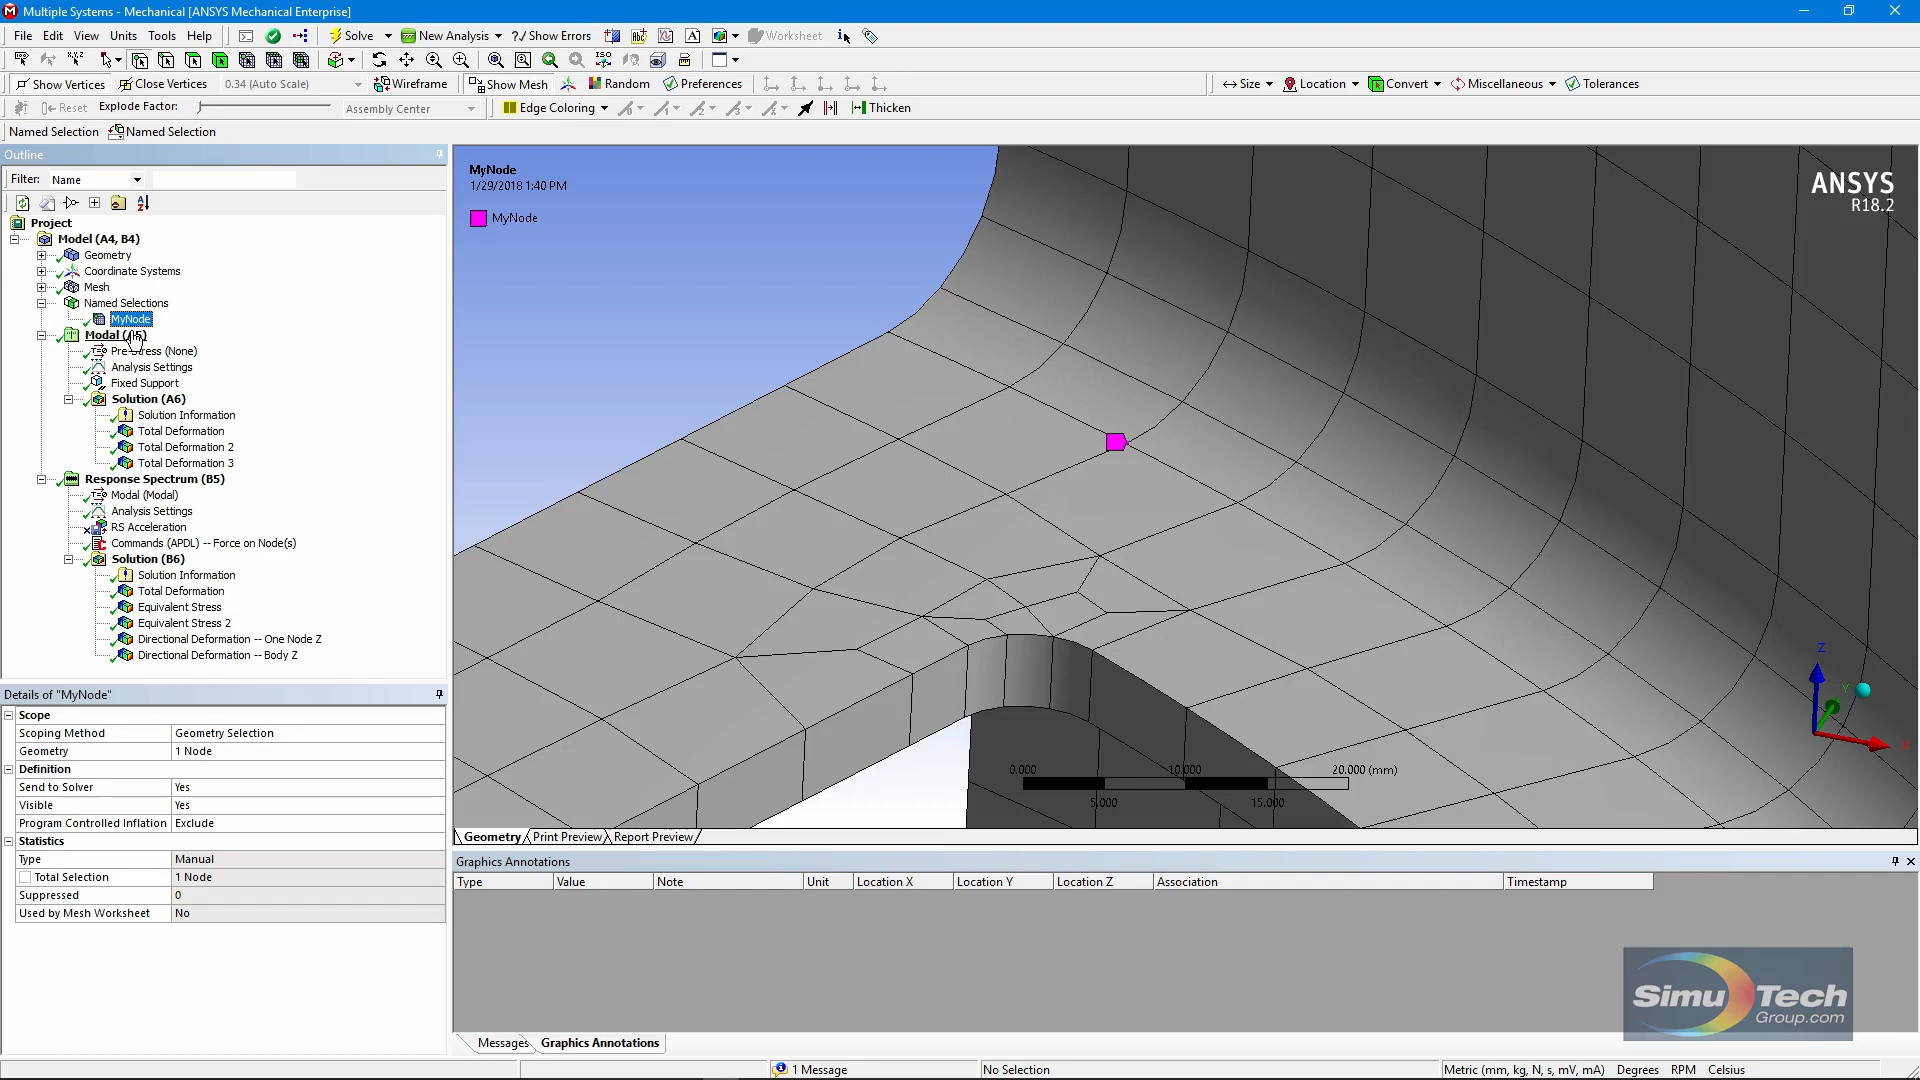 Multiple Systems - Mechanical [ANSYS Mechanical Enterprise]
File Edit View Units Tools Help Solve New Analysis ?/ Show Errors Worksheet
Show Vertices Close Vertices 0.34 (Auto Scale) Wireframe Show Mesh Random Preferences Size Location Convert Miscellaneous Tolerances
Reset Explode Factor: Assembly Center Edge Coloring Thicken
Named Selection Named Selection
Outline
Filter: Name
Project
Model (A4, B4)
Geometry
Coordinate Systems
Mesh
Named Selections
MyNode
Modal (A5)
Pre-Stress (None)
Analysis Settings
Fixed Support
Solution (A6)
Solution Information
Total Deformation
Total Deformation 2
Total Deformation 3
Response Spectrum (B5)
Modal (Modal)
Analysis Settings
RS Acceleration
Commands (APDL) -- Force on Node(s)
Solution (B6)
Solution Information
Total Deformation
Equivalent Stress
Equivalent Stress 2
Directional Deformation -- One Node Z
Directional Deformation -- Body Z
Details of "MyNode"
Scope
Scoping Method Geometry Selection
Geometry 1 Node
Definition
Send to Solver Yes
Visible Yes
Program Controlled Inflation Exclude
Statistics
Type Manual
Total Selection 1 Node
Suppressed 0
Used by Mesh Worksheet No
MyNode
1/29/2018 1:40 PM
MyNode
ANSYS
R18.2
Z
Y
X
0.000 10.000 20.000 (mm)
5.000 15.000
Geometry Print Preview Report Preview
Graphics Annotations
Type Value Note Unit Location X Location Y Location Z Association Timestamp
SimuTech
Group.com
Messages Graphics Annotations
1 Message No Selection Metric (mm, kg, N, s, mV, mA) Degrees RPM Celsius